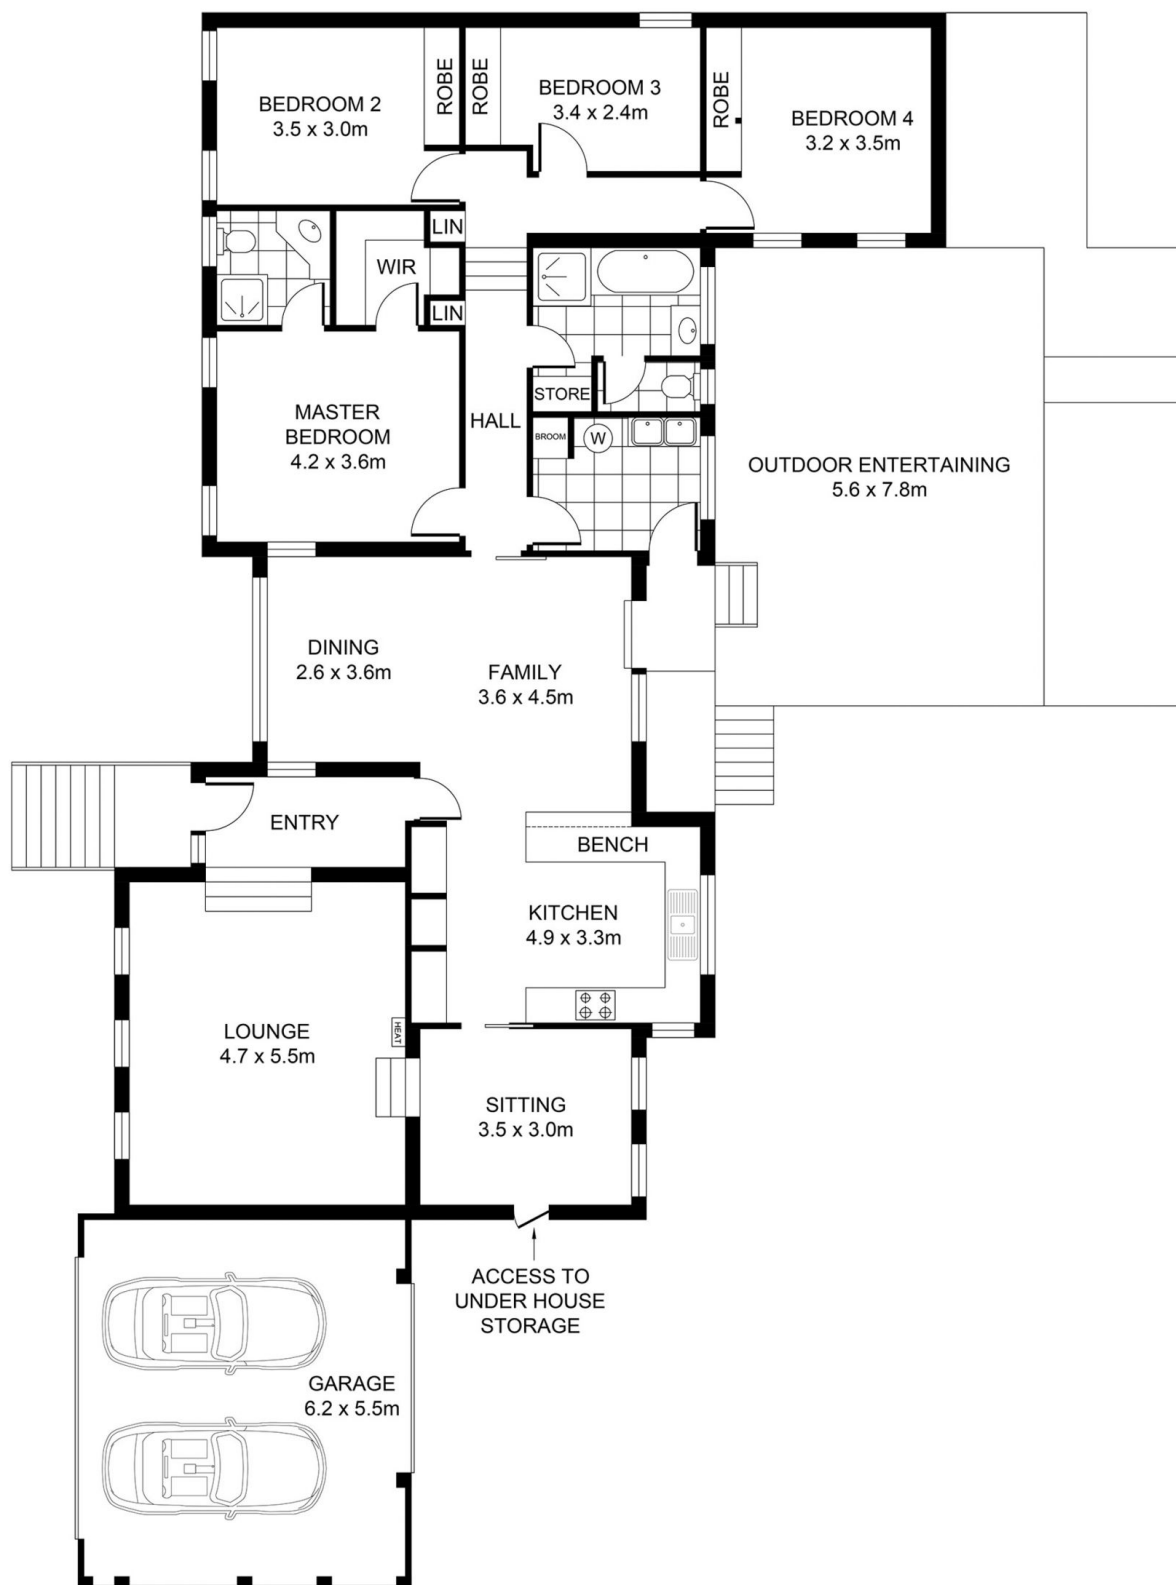 BEDROOM 2
3.5 x 3.0m
ROBE
ROBE
BEDROOM 3
3.4 x 2.4m
ROBE
BEDROOM 4
3.2 x 3.5m
LIN
WIR
LIN
MASTER
BEDROOM
4.2 x 3.6m
HALL
STORE
BROOM
W
OUTDOOR ENTERTAINING
5.6 x 7.8m
DINING
2.6 x 3.6m
FAMILY
3.6 x 4.5m
ENTRY
BENCH
KITCHEN
4.9 x 3.3m
LOUNGE
4.7 x 5.5m
HEAT
SITTING
3.5 x 3.0m
ACCESS TO
UNDER HOUSE
STORAGE
GARAGE
6.2 x 5.5m